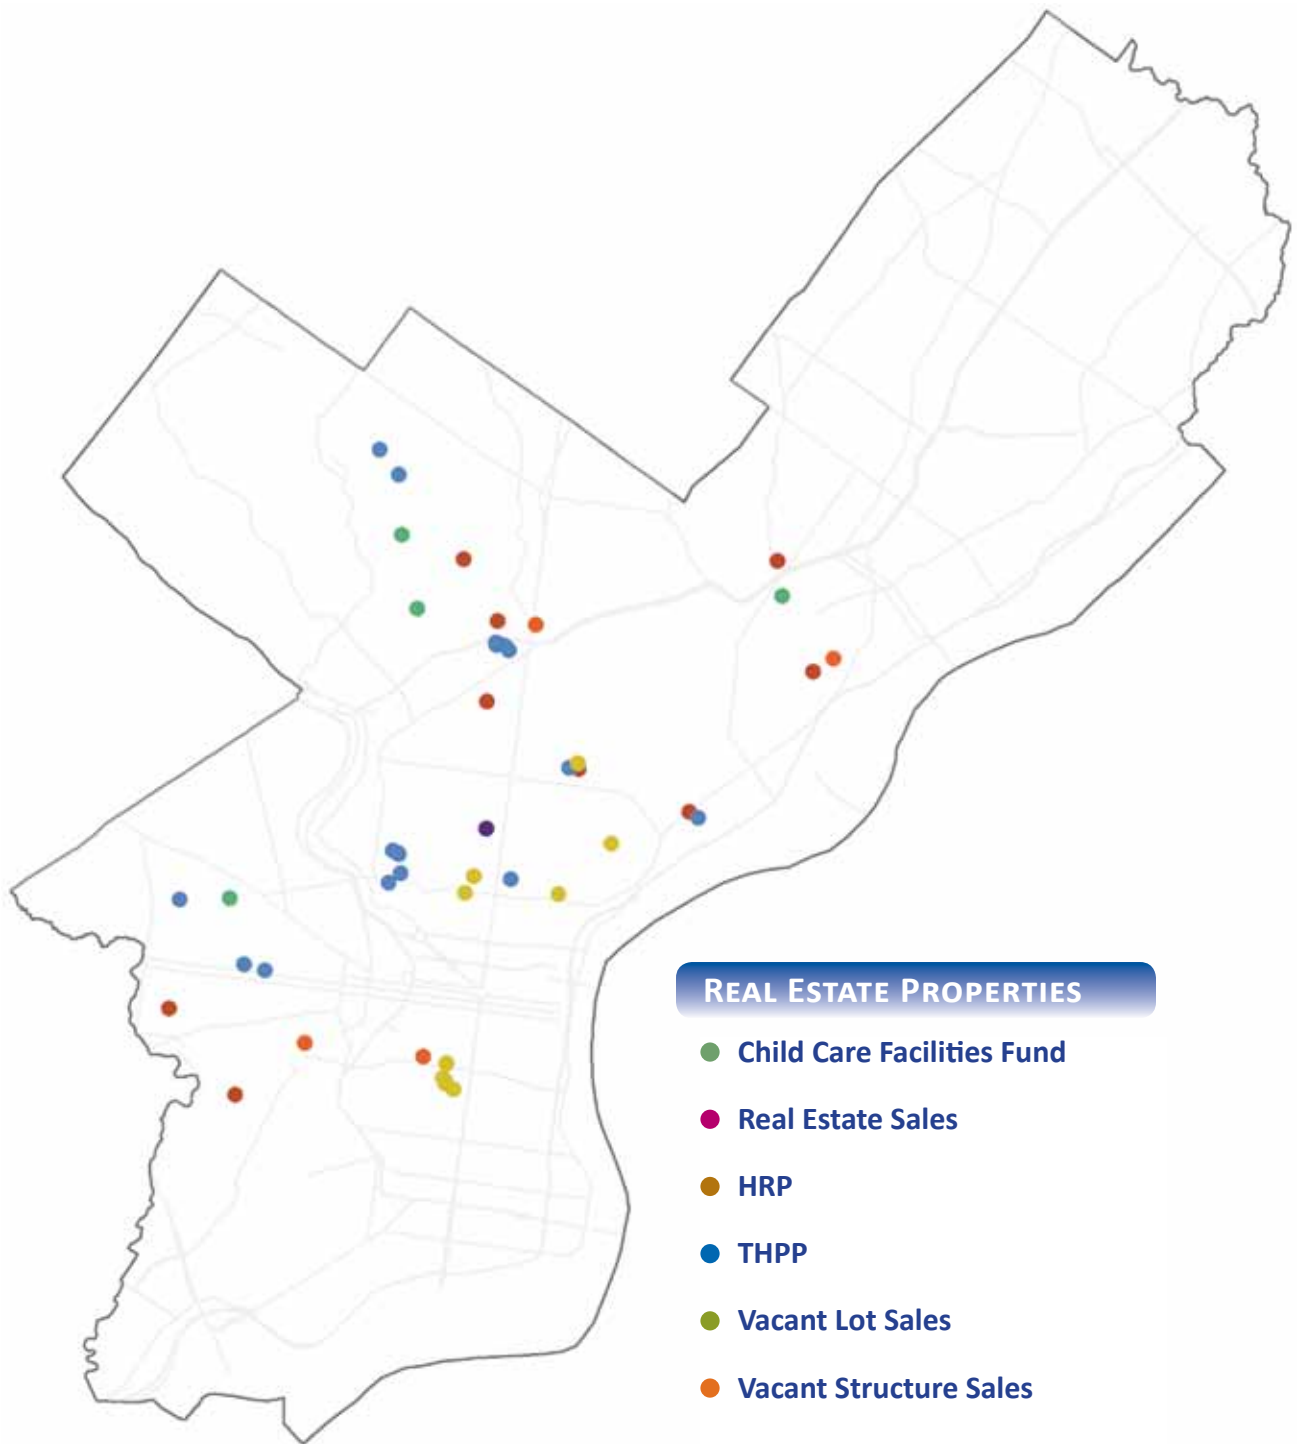 REAL ESTATE PROPERTIES
Child Care Facilities Fund
Real Estate Sales
HRP
THPP
Vacant Lot Sales
Vacant Structure Sales